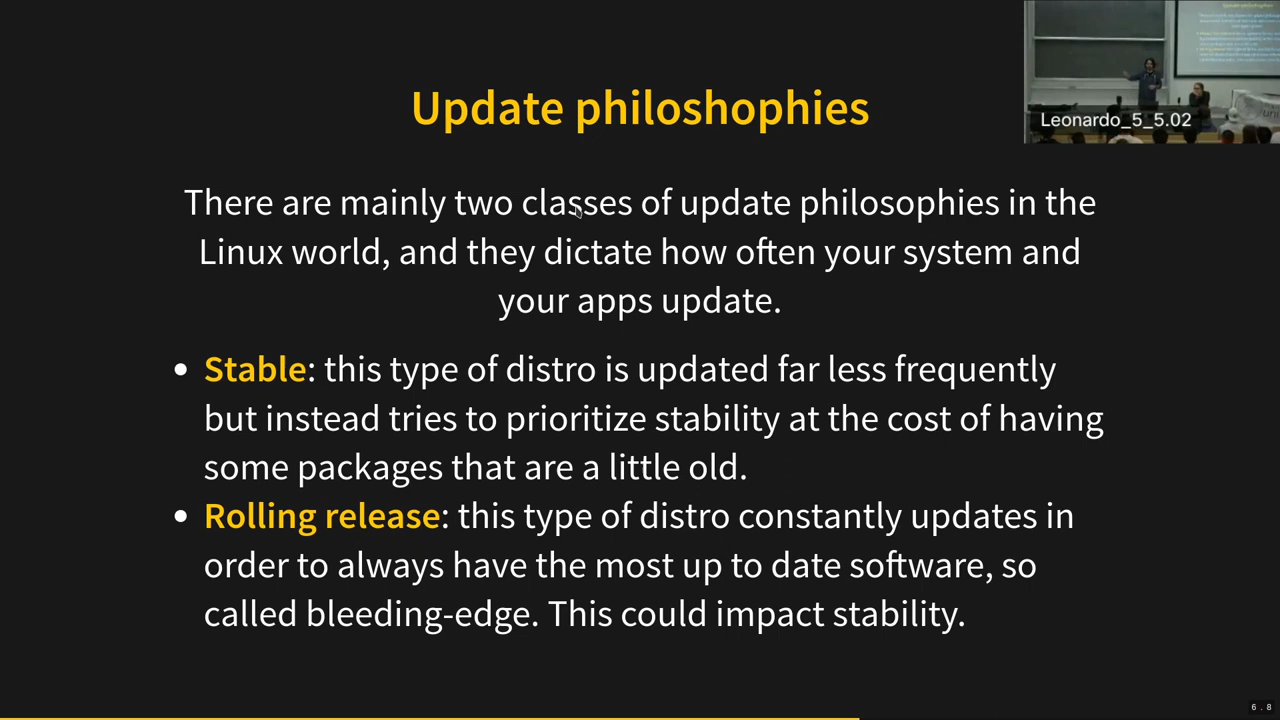 Update philoshophies
Leonardo_5_5.02
There are mainly two classes of update philosophies in the
Linux world, and they dictate how often your system and
your apps update.
• Stable: this type of distro is updated far less frequently
but instead tries to prioritize stability at the cost of having
some packages that are a little old.
• Rolling release: this type of distro constantly updates in
order to always have the most up to date software, so
called bleeding-edge. This could impact stability.
6.8